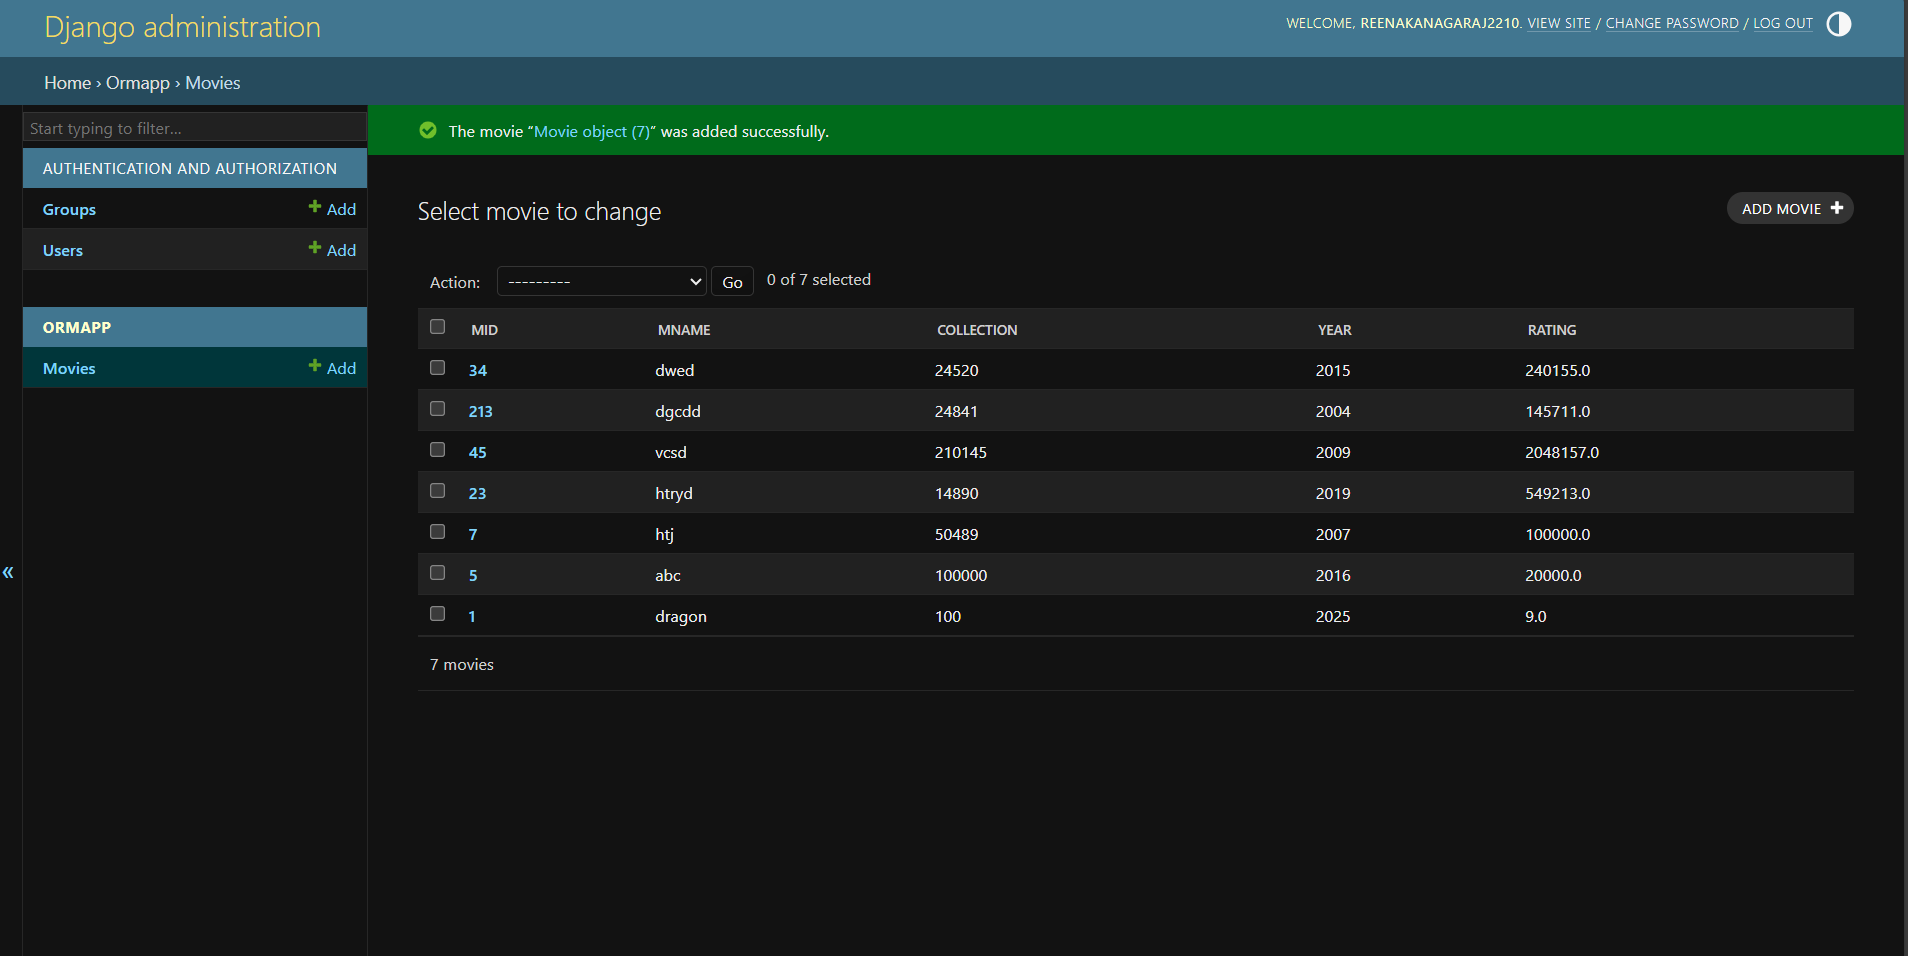 Django administration
WELCOME, REENAKANAGARAJ2210. VIEW SITE / CHANGE PASSWORD / LOG OUT
Home › Ormapp › Movies
Start typing to filter...
AUTHENTICATION AND AUTHORIZATION
Groups + Add
Users + Add
ORMAPP
Movies + Add
«
The movie “Movie object (7)” was added successfully.
Select movie to change
ADD MOVIE +
Action: --------- Go 0 of 7 selected
MID MNAME COLLECTION YEAR RATING
34 dwed 24520 2015 240155.0
213 dgcdd 24841 2004 145711.0
45 vcsd 210145 2009 2048157.0
23 htryd 14890 2019 549213.0
7 htj 50489 2007 100000.0
5 abc 100000 2016 20000.0
1 dragon 100 2025 9.0
7 movies